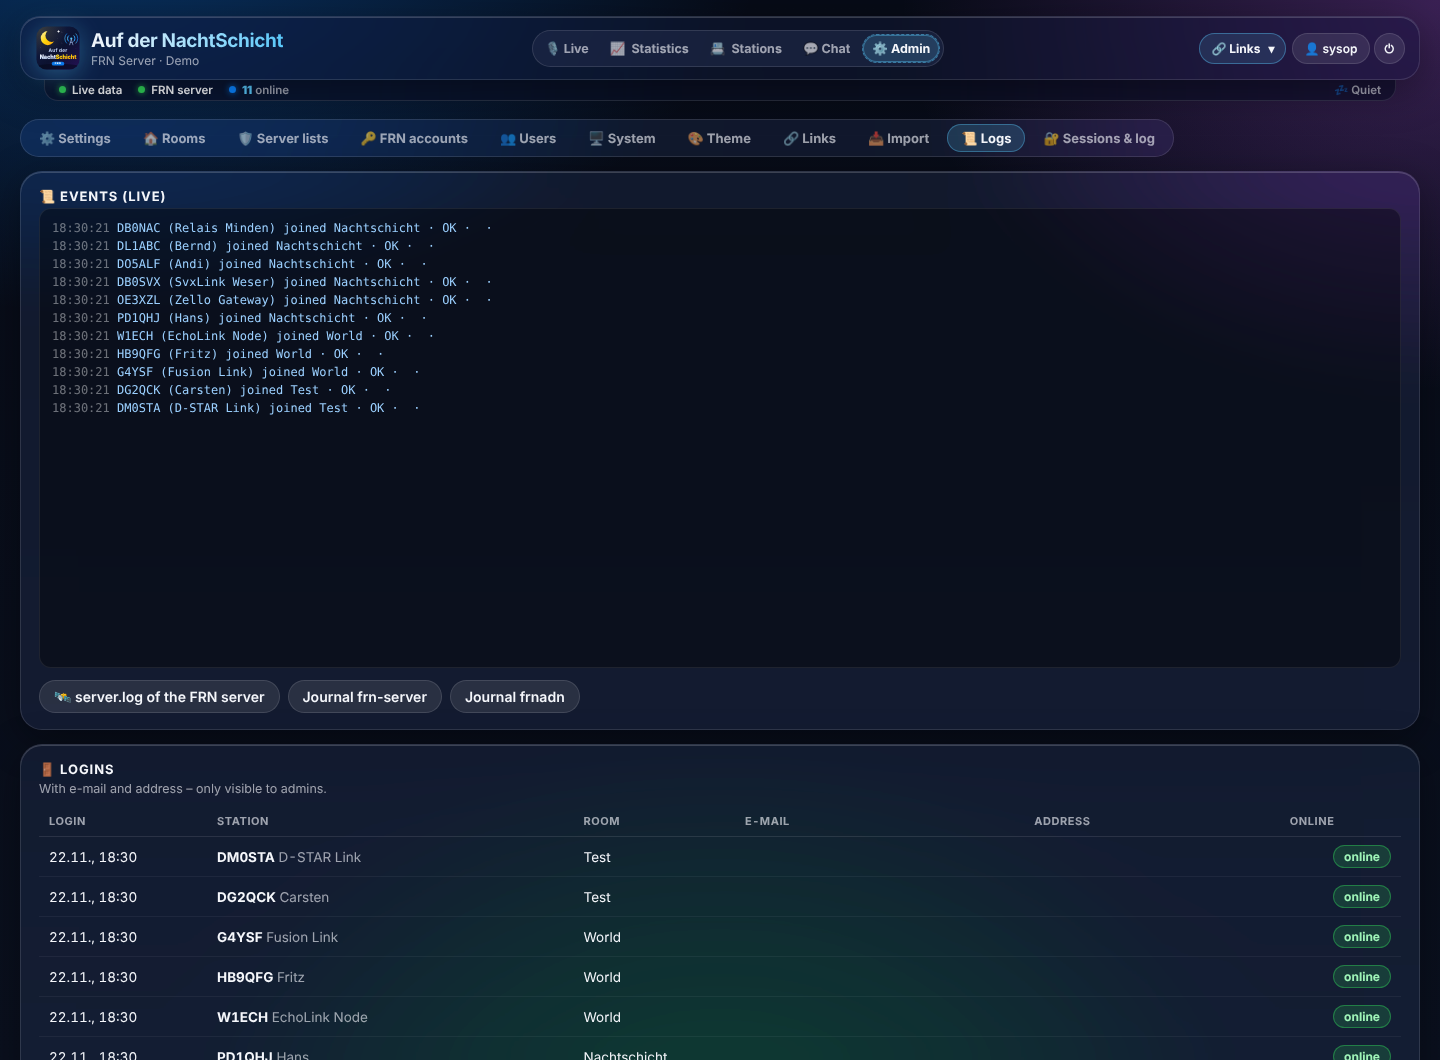 Auf der NachtSchicht
FRN Server · Demo
Live
Statistics
Stations
Chat
Admin
Links ▾
sysop
Live data
FRN server
11 online
Quiet
Settings
Rooms
Server lists
FRN accounts
Users
System
Theme
Links
Import
Logs
Sessions & log
EVENTS (LIVE)
18:30:21 DB0NAC (Relais Minden) joined Nachtschicht · OK ·  ·
18:30:21 DL1ABC (Bernd) joined Nachtschicht · OK ·  ·
18:30:21 DO5ALF (Andi) joined Nachtschicht · OK ·  ·
18:30:21 DB0SVX (SvxLink Weser) joined Nachtschicht · OK ·  ·
18:30:21 OE3XZL (Zello Gateway) joined Nachtschicht · OK ·  ·
18:30:21 PD1QHJ (Hans) joined Nachtschicht · OK ·  ·
18:30:21 W1ECH (EchoLink Node) joined World · OK ·  ·
18:30:21 HB9QFG (Fritz) joined World · OK ·  ·
18:30:21 G4YSF (Fusion Link) joined World · OK ·  ·
18:30:21 DG2QCK (Carsten) joined Test · OK ·  ·
18:30:21 DM0STA (D-STAR Link) joined Test · OK ·  ·
server.log of the FRN server
Journal frn-server
Journal frnadn
LOGINS
With e-mail and address – only visible to admins.
LOGIN STATION ROOM E-MAIL ADDRESS ONLINE
22.11., 18:30 DM0STA D-STAR Link Test online
22.11., 18:30 DG2QCK Carsten Test online
22.11., 18:30 G4YSF Fusion Link World online
22.11., 18:30 HB9QFG Fritz World online
22.11., 18:30 W1ECH EchoLink Node World online
22.11., 18:30 PD1QHJ Hans Nachtschicht online